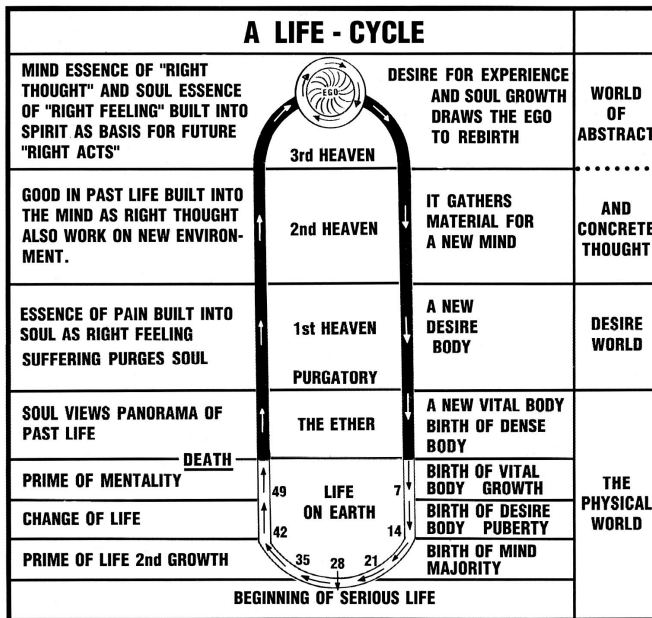 A LIFE - CYCLE
MIND ESSENCE OF "RIGHT
THOUGHT" AND SOUL ESSENCE
OF "RIGHT FEELING" BUILT INTO
SPIRIT AS BASIS FOR FUTURE
"RIGHT ACTS"
EGO
3rd HEAVEN
DESIRE FOR EXPERIENCE
AND SOUL GROWTH
DRAWS THE EGO
TO REBIRTH
WORLD
OF
ABSTRACT
GOOD IN PAST LIFE BUILT INTO
THE MIND AS RIGHT THOUGHT
ALSO WORK ON NEW ENVIRON-
MENT.
2nd HEAVEN
IT GATHERS
MATERIAL FOR
A NEW MIND
AND
CONCRETE
THOUGHT
ESSENCE OF PAIN BUILT INTO
SOUL AS RIGHT FEELING
SUFFERING PURGES SOUL
1st HEAVEN
PURGATORY
A NEW
DESIRE
BODY
DESIRE
WORLD
SOUL VIEWS PANORAMA OF
PAST LIFE
THE ETHER
A NEW VITAL BODY
BIRTH OF DENSE
BODY
DEATH
PRIME OF MENTALITY
49
LIFE
ON EARTH
7
BIRTH OF VITAL
BODY GROWTH
THE
PHYSICAL
WORLD
CHANGE OF LIFE
42
14
BIRTH OF DESIRE
BODY PUBERTY
PRIME OF LIFE 2nd GROWTH
35
28
21
BIRTH OF MIND
MAJORITY
BEGINNING OF SERIOUS LIFE